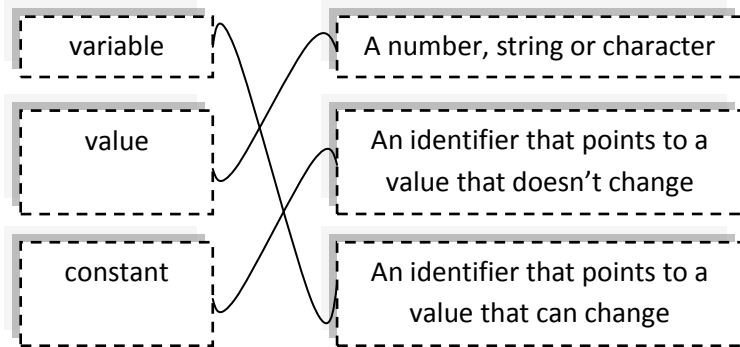 variable
A number, string or character
value
An identifier that points to a
value that doesn’t change
constant
An identifier that points to a
value that can change